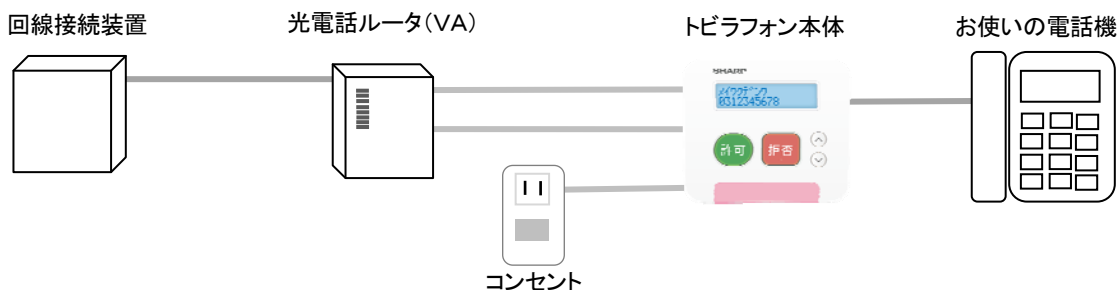 回線接続装置
光電話ルータ(VA)
トビラフォン本体
お使いの電話機
SHARP
メイワクデンワ
0312345678
許可
拒否
コンセント